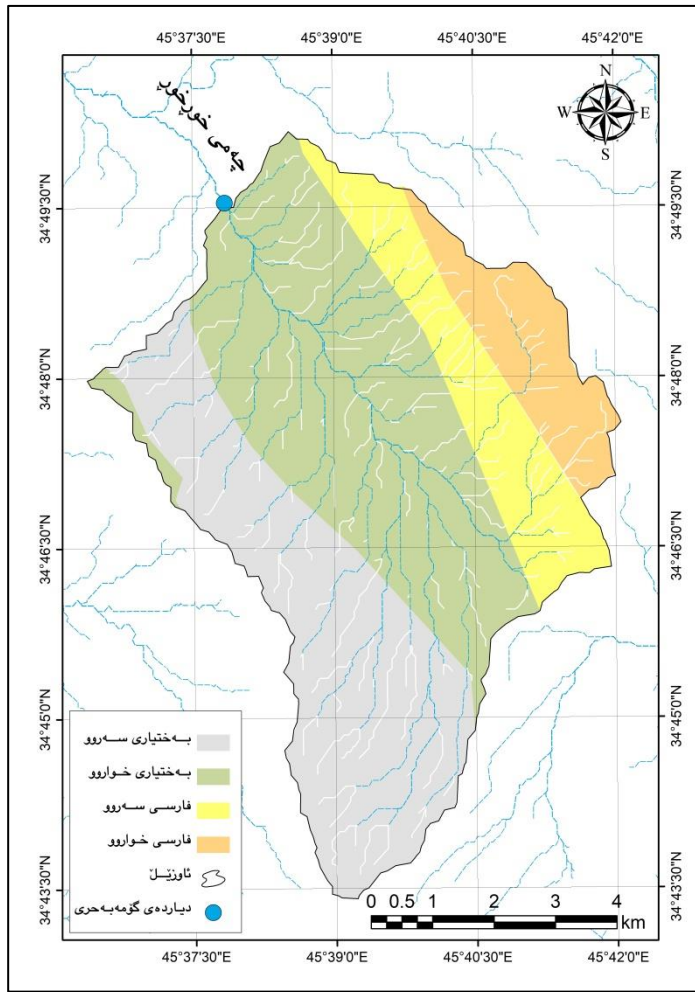 45°37'30"E 45°39'0"E 45°40'30"E 45°42'0"E
چەمی خوڕخوڕ
N
W E
S
34°49'30"N 34°49'30"N
34°48'0"N 34°48'0"N
34°46'30"N 34°46'30"N
34°45'0"N 34°45'0"N
34°43'30"N 34°43'30"N
بەختیاری سەروو
بەختیاری خواروو
فارسی سەروو
فارسی خواروو
ئاوزێڵ
دیاردەی گۆمەبەحری
0 0.5 1 2 3 4
km
45°37'30"E 45°39'0"E 45°40'30"E 45°42'0"E